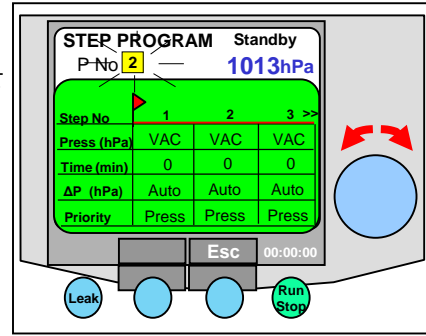 STEP PROGRAM Standby
P No 2 1013hPa
Step No 1 2 3 >>
Press (hPa) VAC VAC VAC
Time (min) 0 0 0
ΔP (hPa) Auto Auto Auto
Priority Press Press Press
Esc 00:00:00
Leak Run Stop